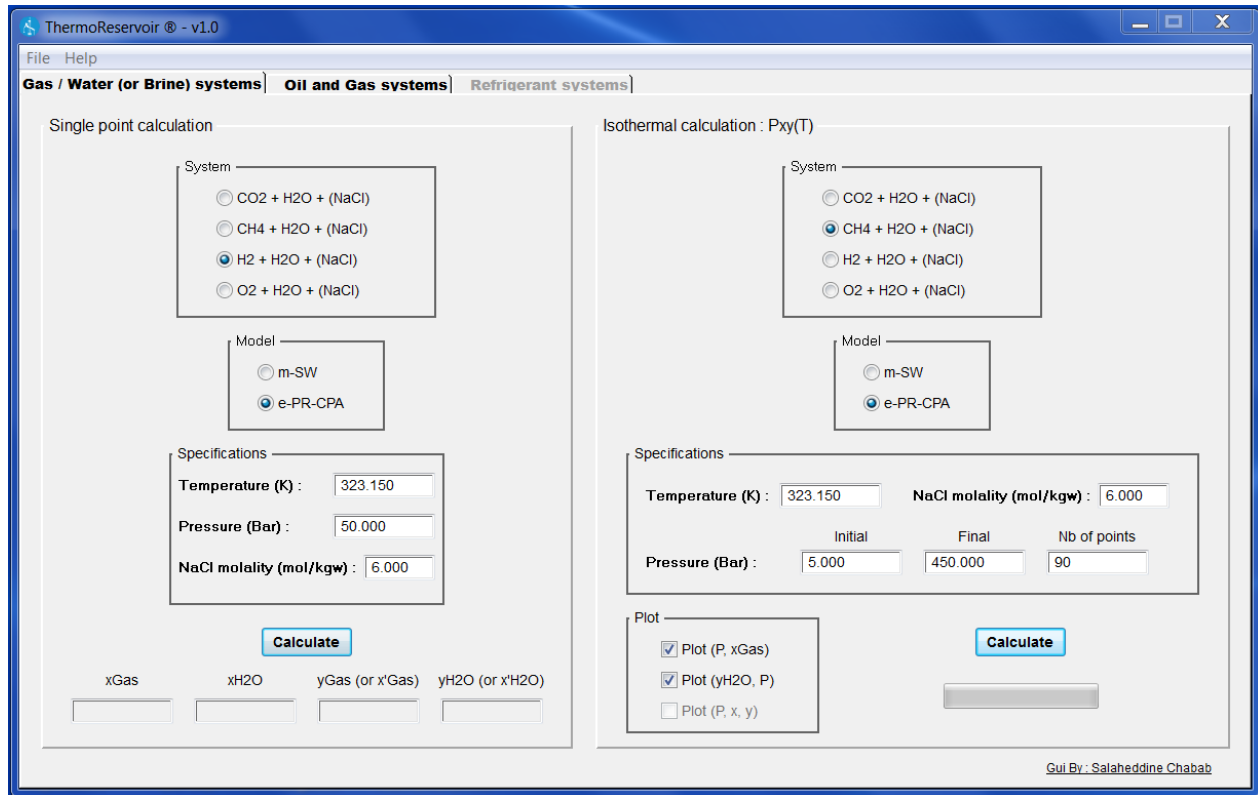 ThermoReservoir ® - v1.0
File Help
Gas / Water (or Brine) systems Oil and Gas systems Refrigerant systems
Single point calculation
System
CO2 + H2O + (NaCl)
CH4 + H2O + (NaCl)
H2 + H2O + (NaCl)
O2 + H2O + (NaCl)
Model
m-SW
e-PR-CPA
Specifications
Temperature (K) : 323.150
Pressure (Bar) : 50.000
NaCl molality (mol/kgw) : 6.000
Calculate
xGas xH2O yGas (or x'Gas) yH2O (or x'H2O)
Isothermal calculation : Pxy(T)
System
CO2 + H2O + (NaCl)
CH4 + H2O + (NaCl)
H2 + H2O + (NaCl)
O2 + H2O + (NaCl)
Model
m-SW
e-PR-CPA
Specifications
Temperature (K) : 323.150 NaCl molality (mol/kgw) : 6.000
Initial Final Nb of points
Pressure (Bar) : 5.000 450.000 90
Plot
Plot (P, xGas)
Plot (yH2O, P)
Plot (P, x, y)
Calculate
Gui By : Salaheddine Chabab